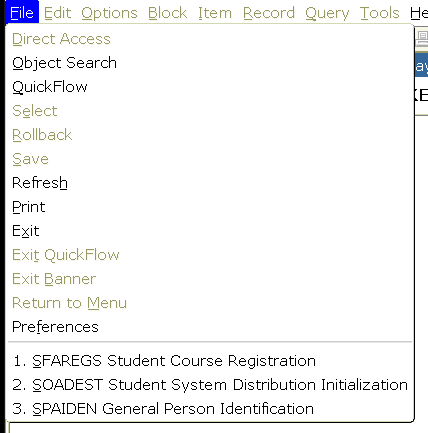 File Edit Options Block Item Record Query Tools He
Direct Access
Object Search
QuickFlow
Select
Rollback
Save
Refresh
Print
Exit
Exit QuickFlow
Exit Banner
Return to Menu
Preferences
1. SFAREGS Student Course Registration
2. SOADEST Student System Distribution Initialization
3. SPAIDEN General Person Identification